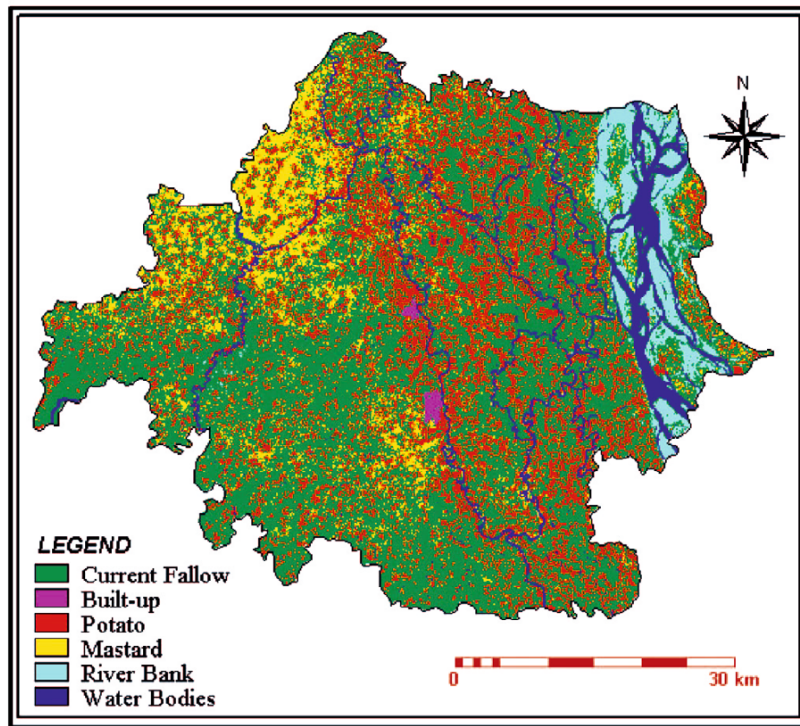 N
LEGEND
Current Fallow
Built-up
Potato
Mastard
River Bank
Water Bodies
0 30 km